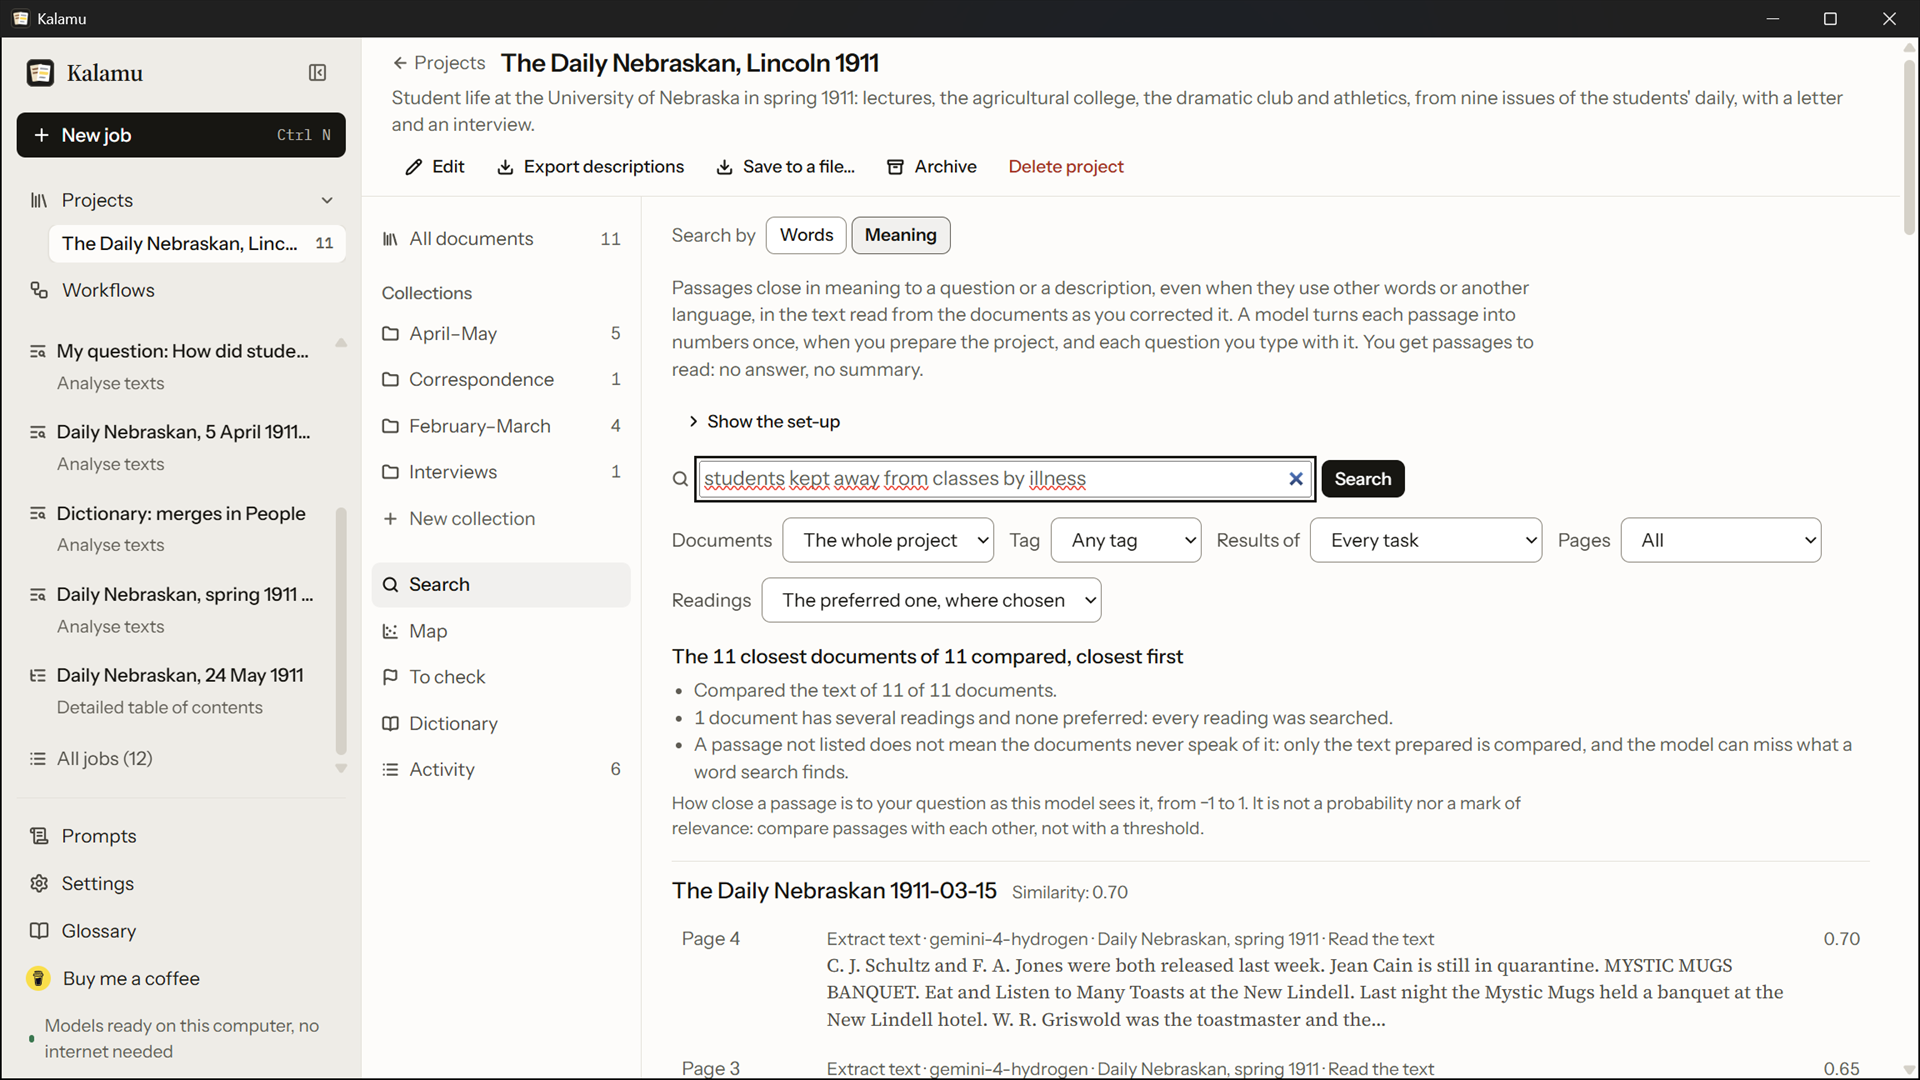 Kalamu
Kalamu
New job Ctrl N
Projects
The Daily Nebraskan, Linc... 11
Workflows
My question: How did stude...
Analyse texts
Daily Nebraskan, 5 April 1911...
Analyse texts
Dictionary: merges in People
Analyse texts
Daily Nebraskan, spring 1911 ...
Analyse texts
Daily Nebraskan, 24 May 1911
Detailed table of contents
All jobs (12)
Prompts
Settings
Glossary
Buy me a coffee
Models ready on this computer, no
internet needed
← Projects The Daily Nebraskan, Lincoln 1911
Student life at the University of Nebraska in spring 1911: lectures, the agricultural college, the dramatic club and athletics, from nine issues of the students' daily, with a letter
and an interview.
Edit Export descriptions Save to a file... Archive Delete project
All documents 11
Collections
April–May 5
Correspondence 1
February–March 4
Interviews 1
+ New collection
Search
Map
To check
Dictionary
Activity 6
Search by Words Meaning
Passages close in meaning to a question or a description, even when they use other words or another
language, in the text read from the documents as you corrected it. A model turns each passage into
numbers once, when you prepare the project, and each question you type with it. You get passages to
read: no answer, no summary.
Show the set-up
students kept away from classes by illness Search
Documents The whole project Tag Any tag Results of Every task Pages All
Readings The preferred one, where chosen
The 11 closest documents of 11 compared, closest first
• Compared the text of 11 of 11 documents.
• 1 document has several readings and none preferred: every reading was searched.
• A passage not listed does not mean the documents never speak of it: only the text prepared is compared, and the model can miss what a
word search finds.
How close a passage is to your question as this model sees it, from −1 to 1. It is not a probability nor a mark of
relevance: compare passages with each other, not with a threshold.
The Daily Nebraskan 1911-03-15 Similarity: 0.70
Page 4 Extract text · gemini-4-hydrogen · Daily Nebraskan, spring 1911 · Read the text 0.70
C. J. Schultz and F. A. Jones were both released last week. Jean Cain is still in quarantine. MYSTIC MUGS
BANQUET. Eat and Listen to Many Toasts at the New Lindell. Last night the Mystic Mugs held a banquet at the
New Lindell hotel. W. R. Griswold was the toastmaster and the...
Page 3 Extract text · gemini-4-hydrogen · Daily Nebraskan, spring 1911 · Read the text 0.65